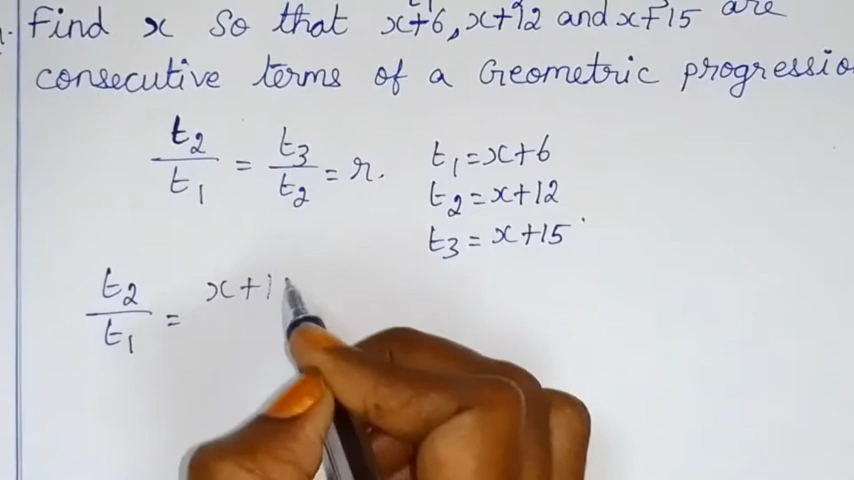 Find x so that x+6, x+12 and x+15 are
consecutive terms of a Geometric progressio
t₂/t₁ = t₃/t₂ = r.
t₁ = x+6
t₂ = x+12
t₃ = x+15
t₂/t₁ = x+1